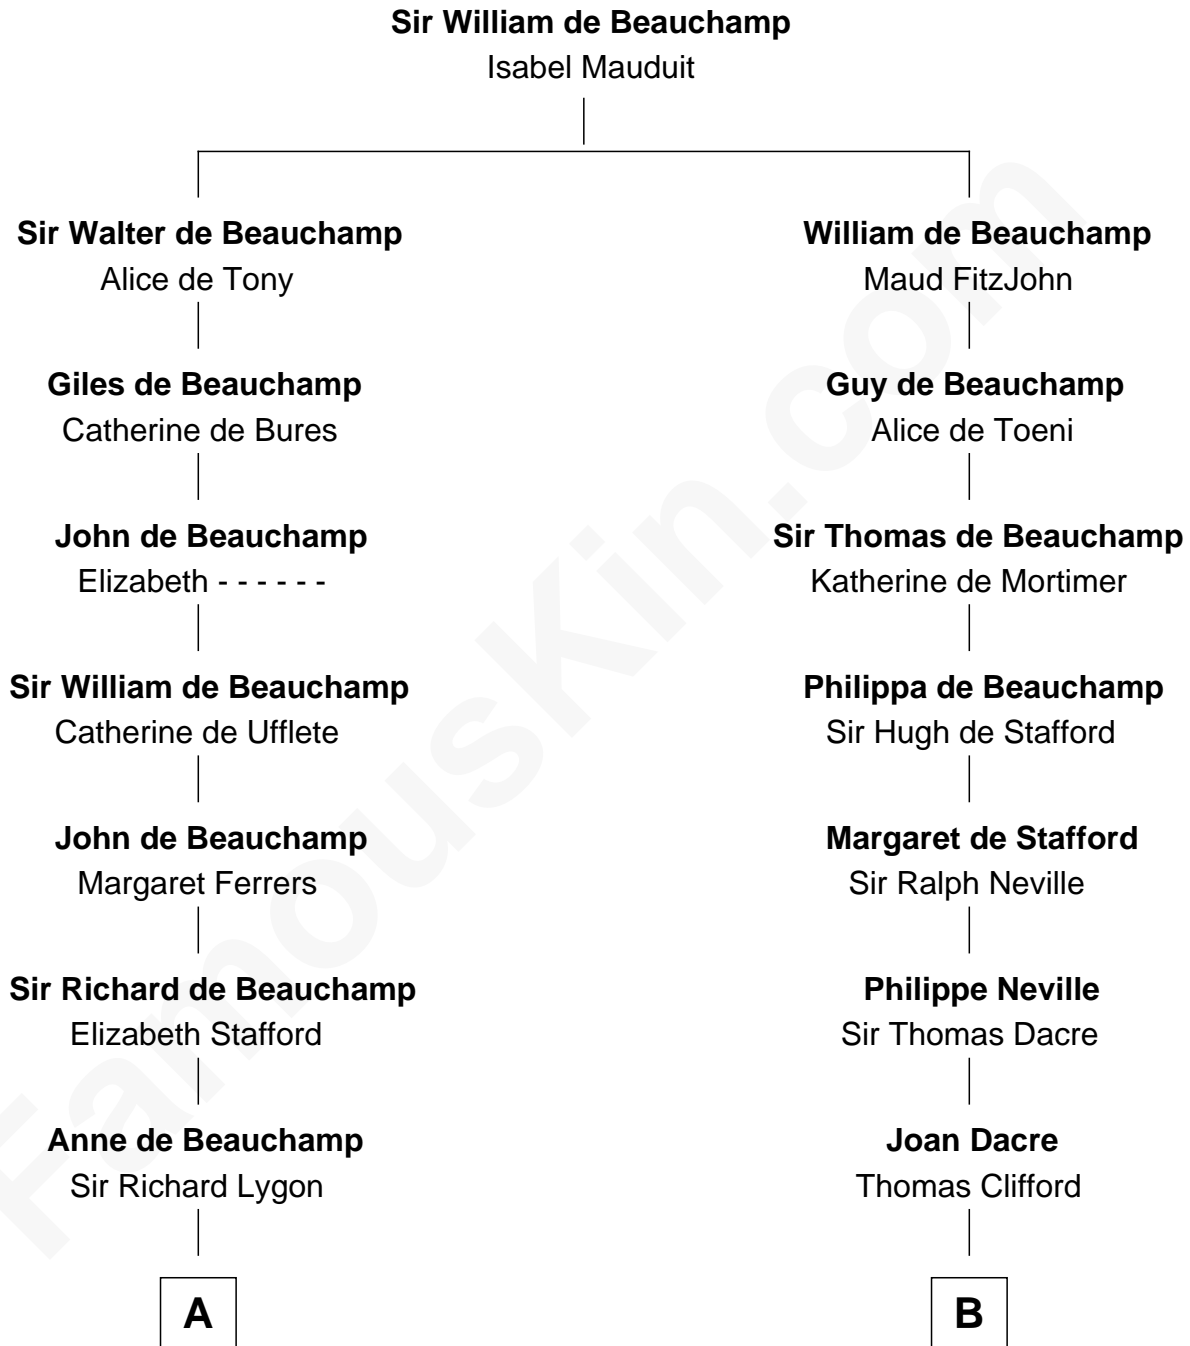 Sir William de Beauchamp
Isabel Mauduit
Sir Walter de Beauchamp
Alice de Tony
William de Beauchamp
Maud FitzJohn
Giles de Beauchamp
Catherine de Bures
Guy de Beauchamp
Alice de Toeni
John de Beauchamp
Elizabeth - - - - - -
Sir Thomas de Beauchamp
Katherine de Mortimer
Sir William de Beauchamp
Catherine de Ufflete
Philippa de Beauchamp
Sir Hugh de Stafford
John de Beauchamp
Margaret Ferrers
Margaret de Stafford
Sir Ralph Neville
Sir Richard de Beauchamp
Elizabeth Stafford
Philippe Neville
Sir Thomas Dacre
Anne de Beauchamp
Sir Richard Lygon
Joan Dacre
Thomas Clifford
A
B
FamousKin.com